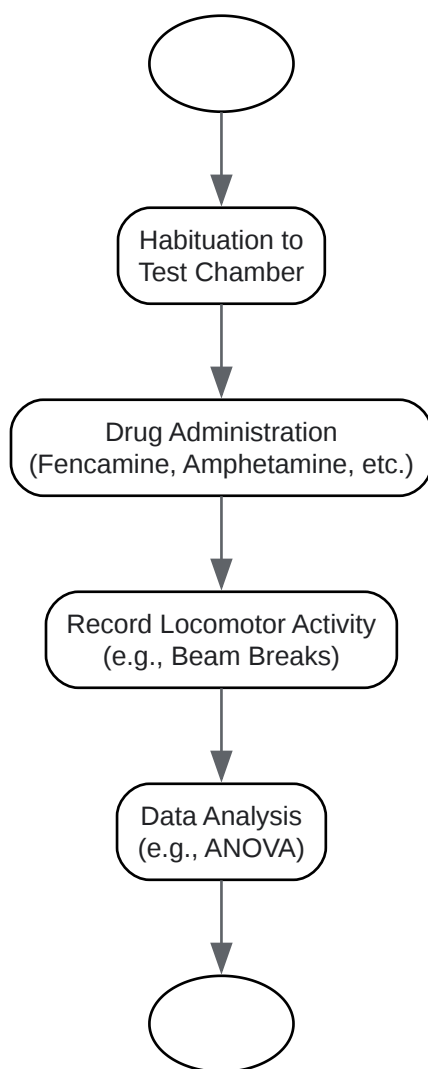 Habituation to
Test Chamber
Drug Administration
(Fencamine, Amphetamine, etc.)
Record Locomotor Activity
(e.g., Beam Breaks)
Data Analysis
(e.g., ANOVA)